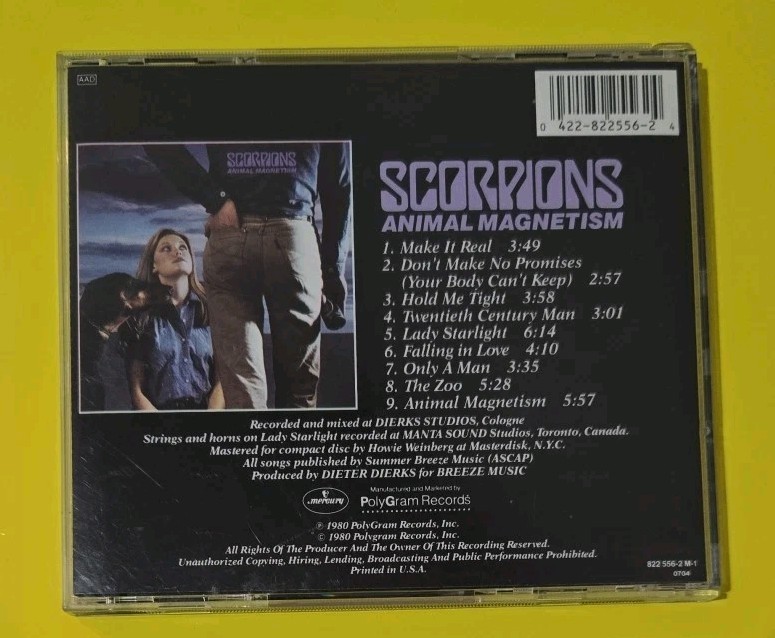 AAD
0 422-822556-2 4
SCORPIONS
ANIMAL MAGNETISM
SCORPIONS
ANIMAL MAGNETISM
1. Make It Real 3:49
2. Don't Make No Promises
(Your Body Can't Keep) 2:57
3. Hold Me Tight 3:58
4. Twentieth Century Man 3:01
5. Lady Starlight 6:14
6. Falling in Love 4:10
7. Only A Man 3:35
8. The Zoo 5:28
9. Animal Magnetism 5:57
Recorded and mixed at DIERKS STUDIOS, Cologne
Strings and horns on Lady Starlight recorded at MANTA SOUND Studios, Toronto, Canada.
Mastered for compact disc by Howie Weinberg at Masterdisk, N.Y.C.
All songs published by Summer Breeze Music (ASCAP)
Produced by DIETER DIERKS for BREEZE MUSIC
mercury
Manufactured and Marketed by
PolyGram Records
℗ 1980 PolyGram Records, Inc.
© 1980 Polygram Records, Inc.
All Rights Of The Producer And The Owner Of This Recording Reserved.
Unauthorized Copying, Hiring, Lending, Broadcasting And Public Performance Prohibited.
Printed in U.S.A.
822 556-2 M-1
0704